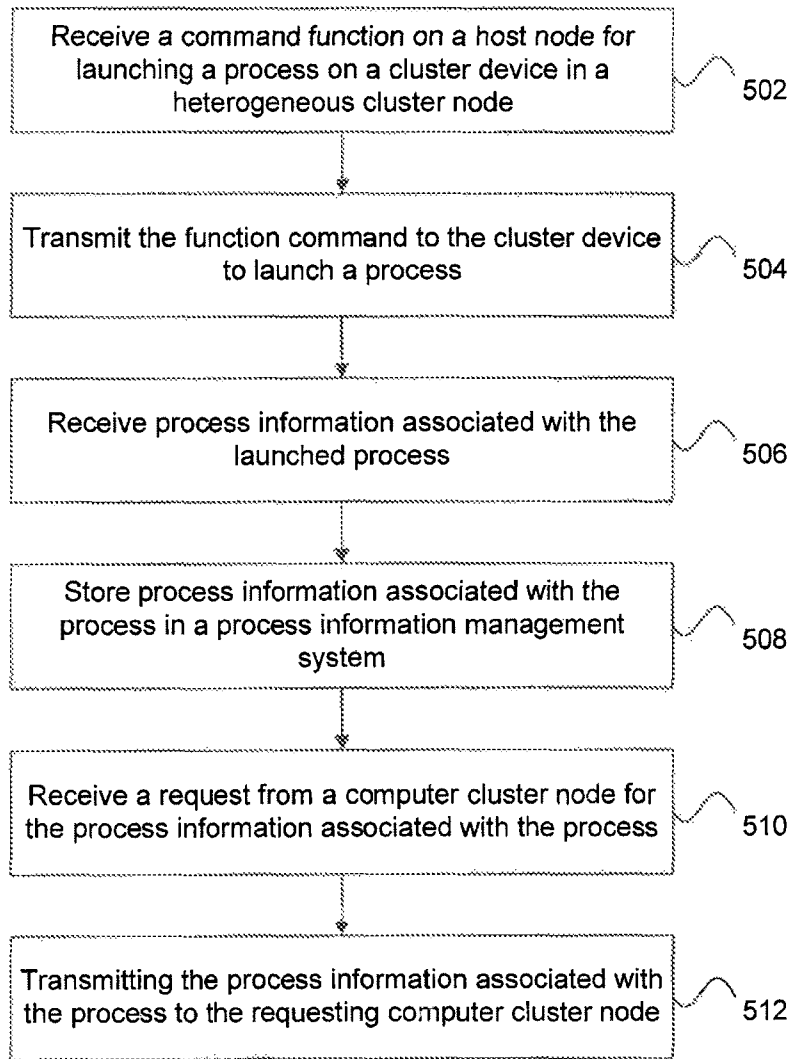 Receive a command function on a host node for
launching a process on a cluster device in a
heterogeneous cluster node
502
Transmit the function command to the cluster device
to launch a process
504
Receive process information associated with the
launched process
506
Store process information associated with the
process in a process information management
system
508
Receive a request from a computer cluster node for
the process information associated with the process
510
Transmitting the process information associated with
the process to the requesting computer cluster node
512